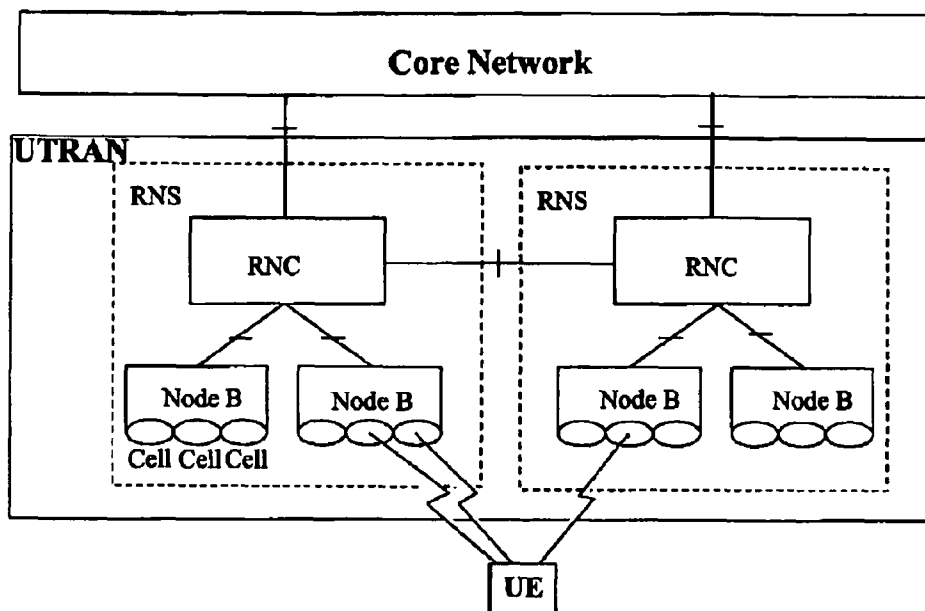 Core Network
UTRAN
RNS
RNS
RNC
RNC
Node B
Node B
Node B
Node B
Cell Cell Cell
UE